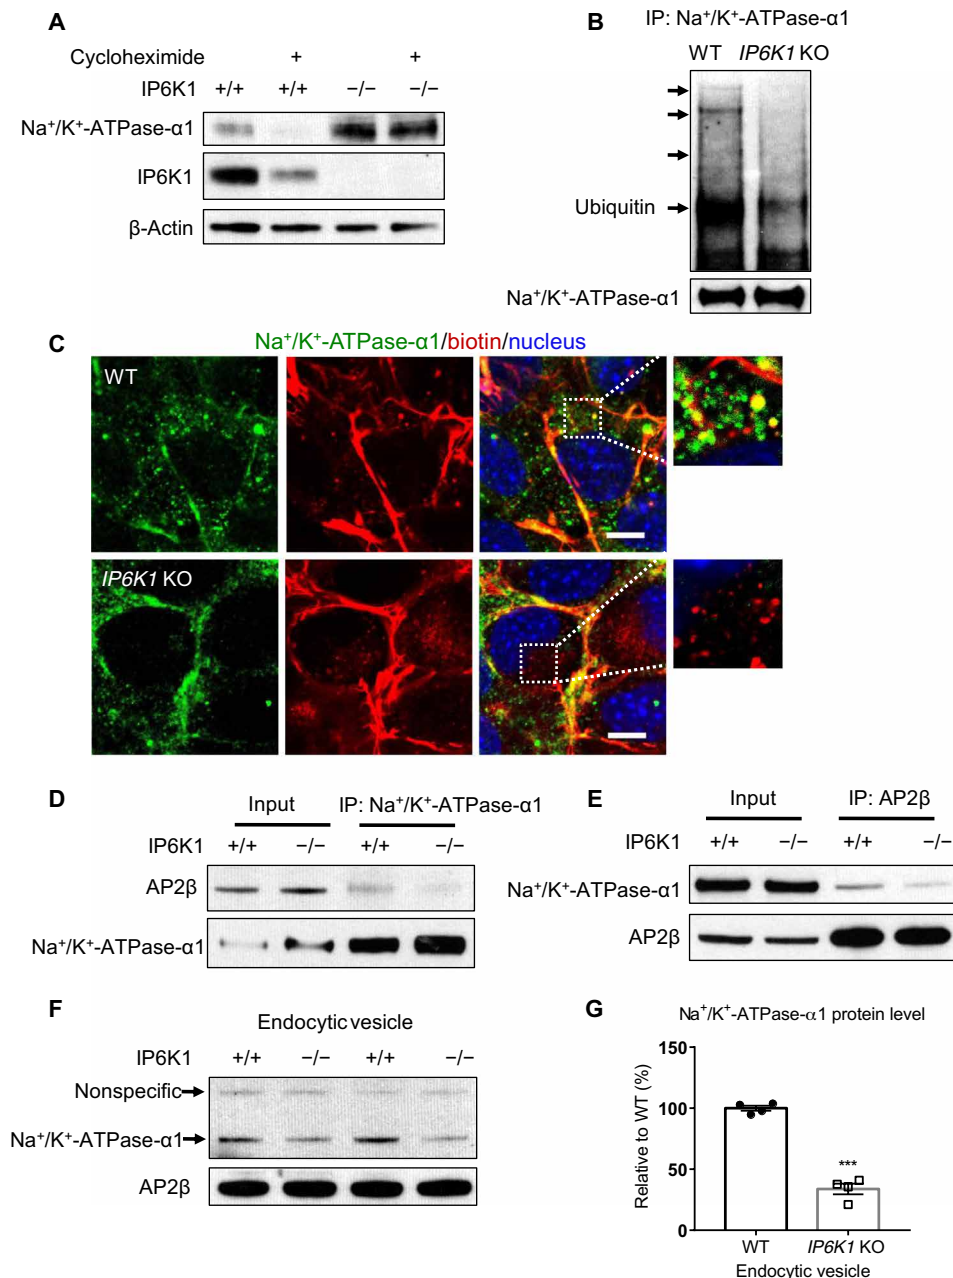 A
Cycloheximide + +
IP6K1 +/+ +/+ −/− −/−
Na⁺/K⁺-ATPase-α1
IP6K1
β-Actin
B
IP: Na⁺/K⁺-ATPase-α1
WT IP6K1 KO
Ubiquitin
Na⁺/K⁺-ATPase-α1
C
Na⁺/K⁺-ATPase-α1/biotin/nucleus
WT
IP6K1 KO
D
Input IP: Na⁺/K⁺-ATPase-α1
IP6K1 +/+ −/− +/+ −/−
AP2β
Na⁺/K⁺-ATPase-α1
E
Input IP: AP2β
IP6K1 +/+ −/− +/+ −/−
Na⁺/K⁺-ATPase-α1
AP2β
F
Endocytic vesicle
IP6K1 +/+ −/− +/+ −/−
Nonspecific
Na⁺/K⁺-ATPase-α1
AP2β
G
Na⁺/K⁺-ATPase-α1 protein level
Relative to WT (%)
150
100
50
0
***
WT IP6K1 KO
Endocytic vesicle